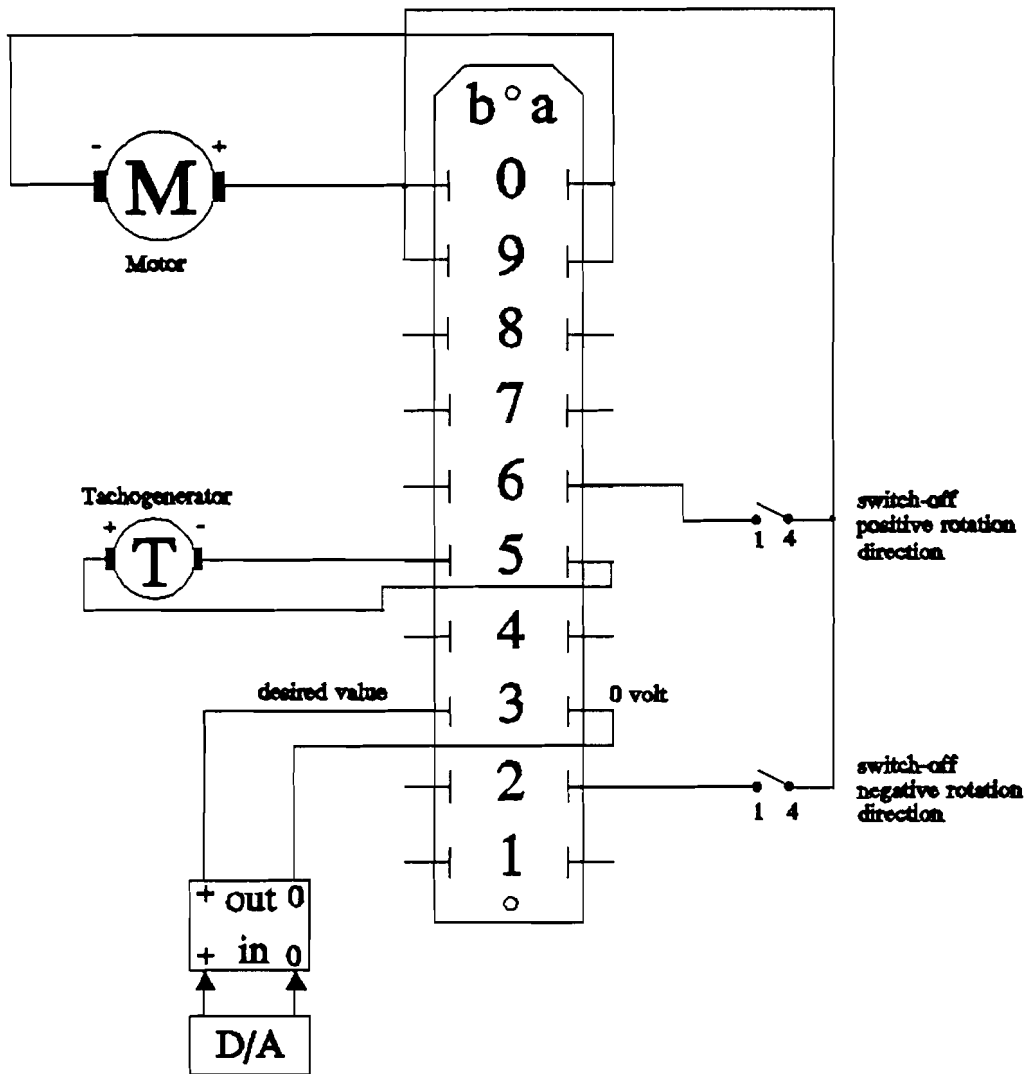 b a
- M +
0
Motor
9
8
7
6
Tachogenerator
switch-off
positive rotation
direction
+ T -
1 4
5
4
desired value
0 volt
3
switch-off
negative rotation
direction
2
1 4
1
+ out 0
+ in 0
D/A